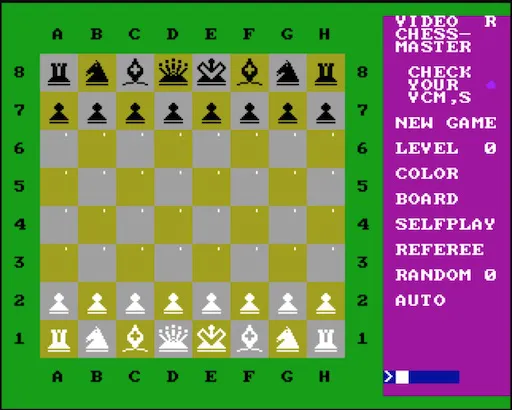 A B C D E F G H
8 8
7 7
6 6
5 5
4 4
3 3
2 2
1 1
A B C D E F G H
VIDEO R
CHESS-
MASTER
CHECK
YOUR
VCM,S
NEW GAME
LEVEL 0
COLOR
BOARD
SELFPLAY
REFEREE
RANDOM 0
AUTO
>